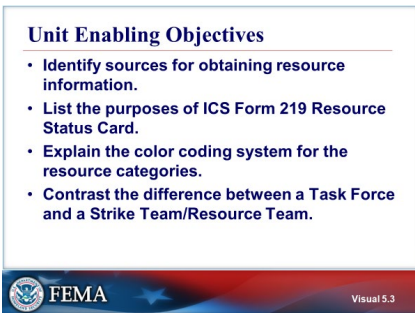 Unit Enabling Objectives
• Identify sources for obtaining resource
information.
• List the purposes of ICS Form 219 Resource
Status Card.
• Explain the color coding system for the
resource categories.
• Contrast the difference between a Task Force
and a Strike Team/Resource Team.
FEMA
Visual 5.3